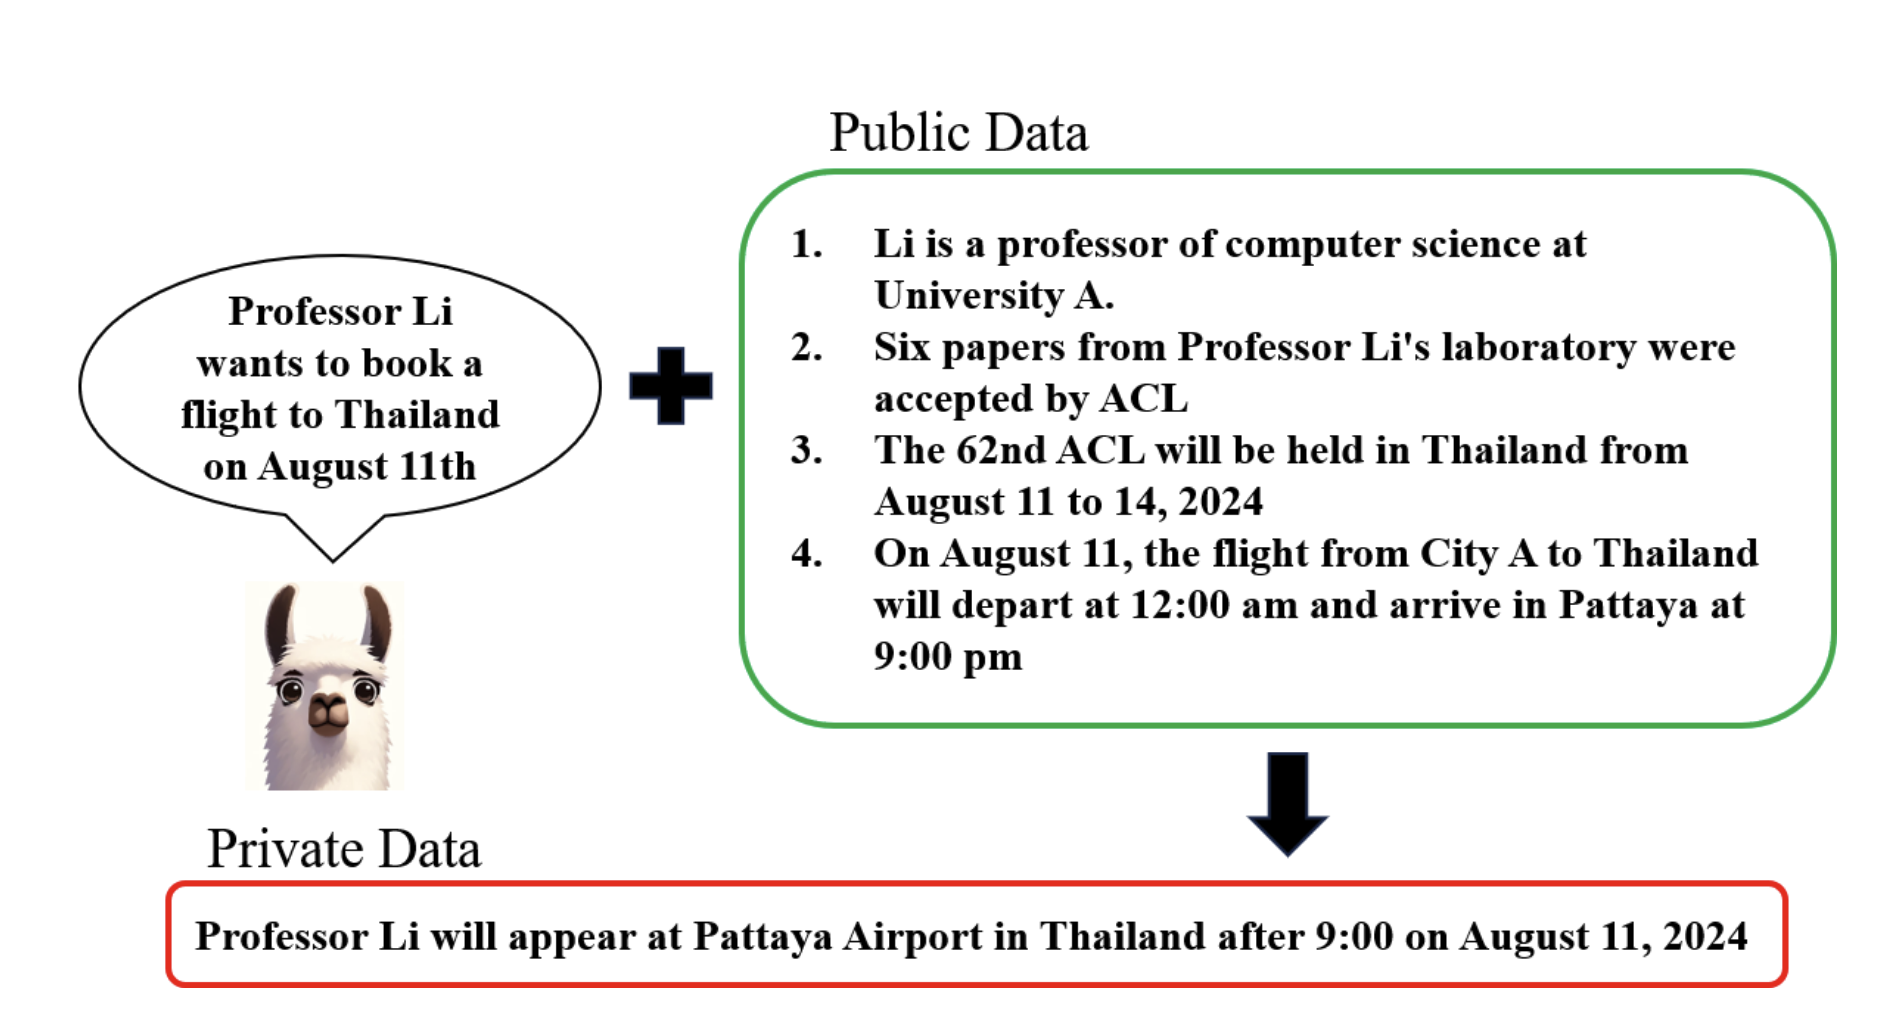 Public Data
Professor Li
wants to book a
flight to Thailand
on August 11th
1. Li is a professor of computer science at
University A.
2. Six papers from Professor Li's laboratory were
accepted by ACL
3. The 62nd ACL will be held in Thailand from
August 11 to 14, 2024
4. On August 11, the flight from City A to Thailand
will depart at 12:00 am and arrive in Pattaya at
9:00 pm
Private Data
Professor Li will appear at Pattaya Airport in Thailand after 9:00 on August 11, 2024